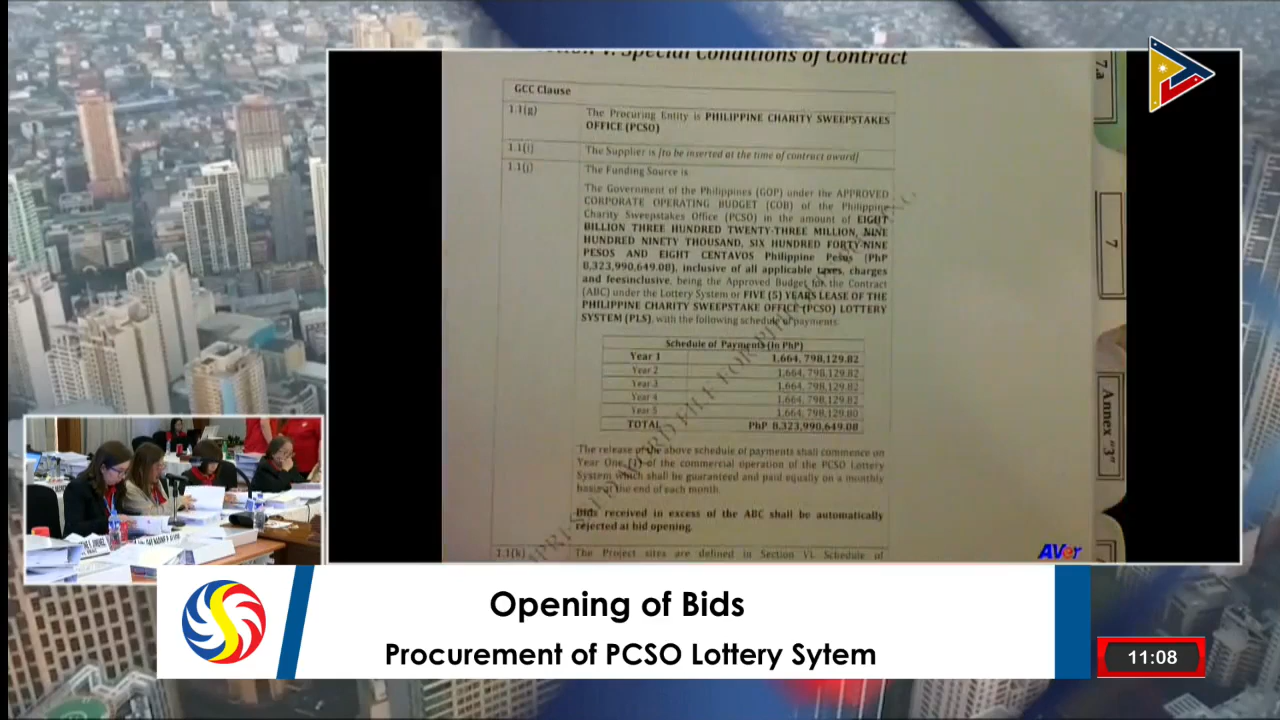 Section V. Special Conditions of Contract
GCC Clause
1.1(g)
The Procuring Entity is PHILIPPINE CHARITY SWEEPSTAKES
OFFICE (PCSO)
1.1(i)
The Supplier is [to be inserted at the time of contract award]
1.1(j)
The Funding Source is
The Government of the Philippines (GOP) under the APPROVED
CORPORATE OPERATING BUDGET (COB) of the Philippine
Charity Sweepstakes Office (PCSO) in the amount of EIGHT
BILLION THREE HUNDRED TWENTY-THREE MILLION, NINE
HUNDRED NINETY THOUSAND, SIX HUNDRED FORTY-NINE
PESOS AND EIGHT CENTAVOS Philippine Pesos (PhP
8,323,990,649.08), inclusive of all applicable taxes, charges
and feesinclusive, being the Approved Budget for the Contract
(ABC) under the Lottery System or FIVE (5) YEARS LEASE OF THE
PHILIPPINE CHARITY SWEEPSTAKE OFFICE (PCSO) LOTTERY
SYSTEM (PLS), with the following schedule of payments:
Schedule of Payments (in PhP)
Year 1 1,664, 798,129.82
Year 2 1,664, 798,129.82
Year 3 1,664, 798,129.82
Year 4 1,664, 798,129.82
Year 5 1,664, 798,129.80
TOTAL PhP 8,323,990,649.08
The release of the above schedule of payments shall commence on
Year One (1) of the commercial operation of the PCSO Lottery
System which shall be guaranteed and paid equally on a monthly
basis at the end of each month.
Bids received in excess of the ABC shall be automatically
rejected at bid opening.
1.1(k)
The Project sites are defined in Section VI. Schedule of
7.a
7
Annex "3"
AVer
Opening of Bids
Procurement of PCSO Lottery Sytem
11:08